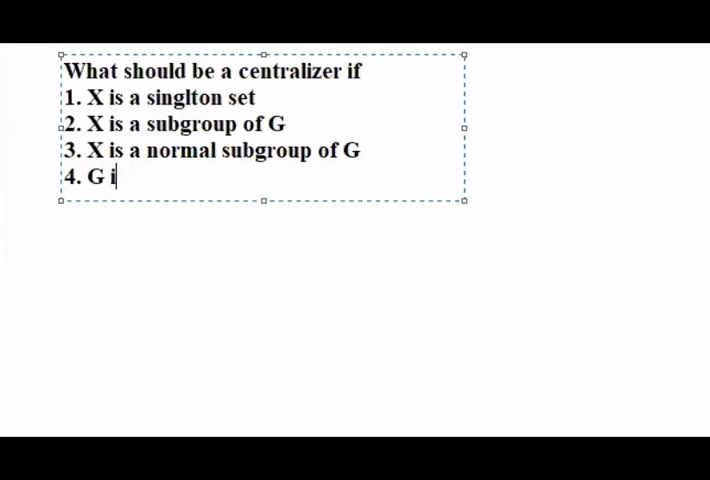 What should be a centralizer if
1. X is a singlton set
2. X is a subgroup of G
3. X is a normal subgroup of G
4. G i